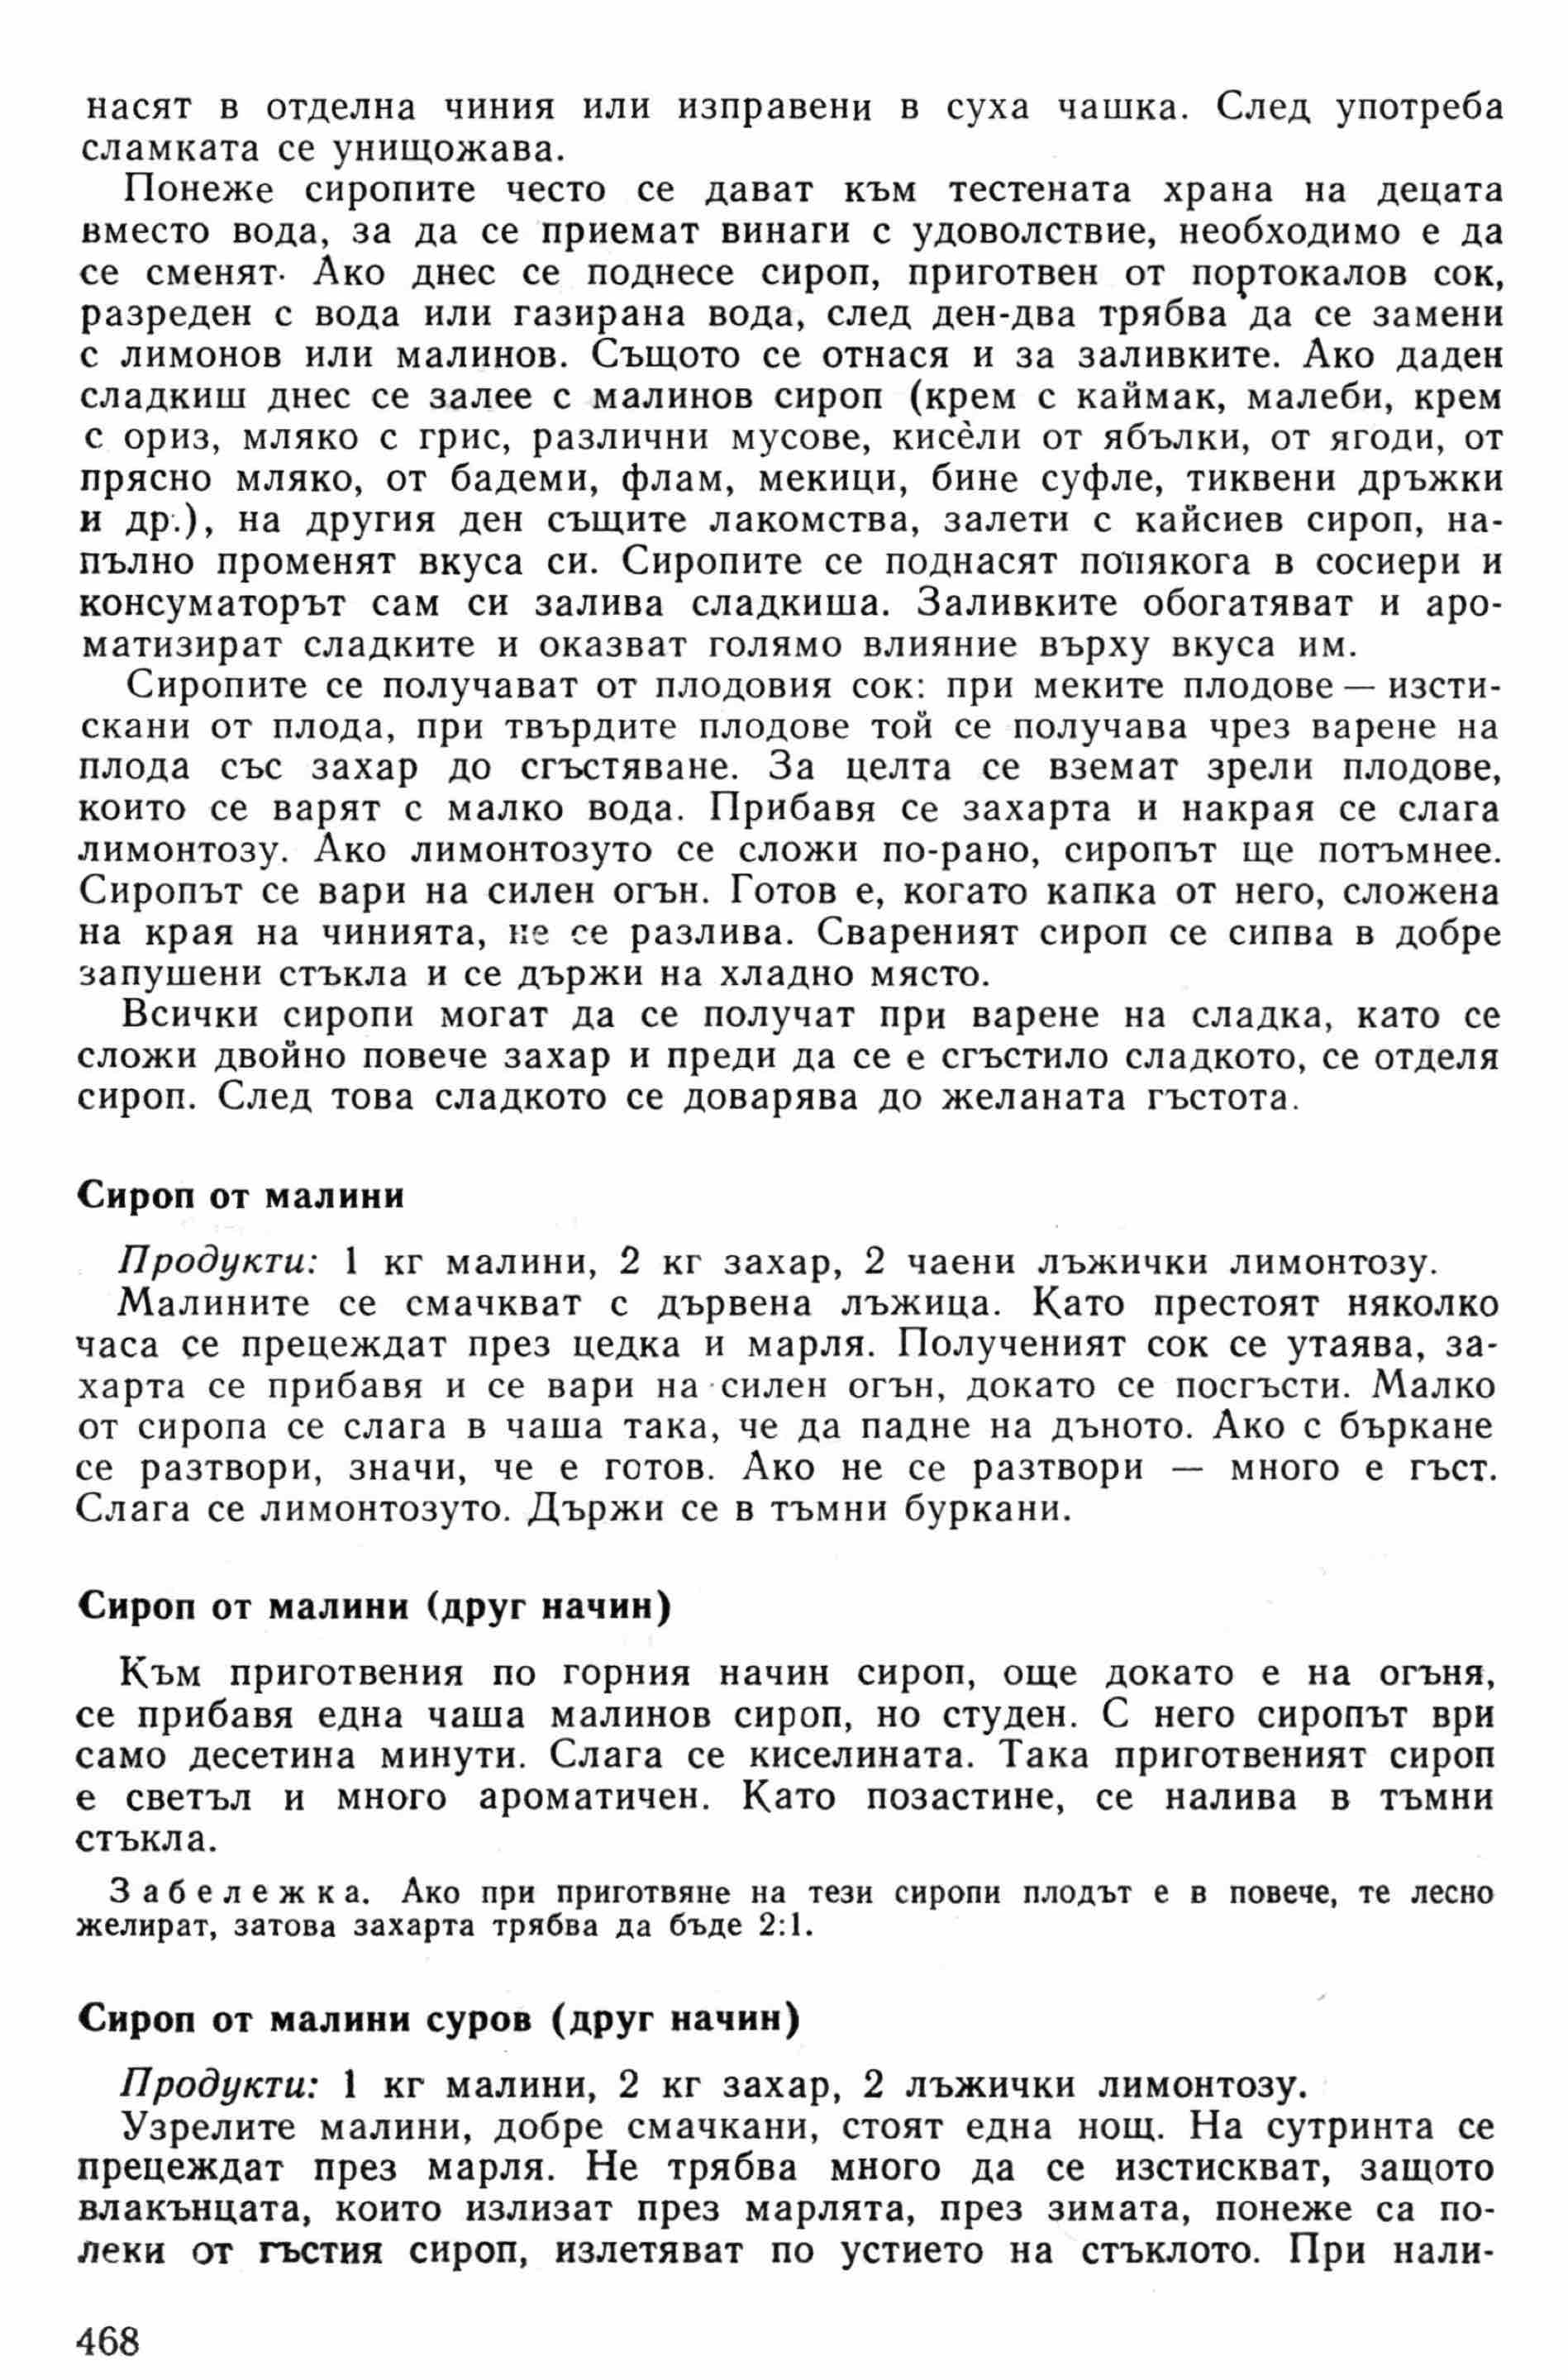 насят в отделна чиния или изправени в суха чашка. След употреба
сламката се унищожава.
Понеже сиропите често се дават към тестената храна на децата
вместо вода, за да се приемат винаги с удоволствие, необходимо е да
се сменят. Ако днес се поднесе сироп, приготвен от портокалов сок,
разреден с вода или газирана вода, след ден-два трябва да се замени
с лимонов или малинов. Същото се отнася и за заливките. Ако даден
сладкиш днес се залее с малинов сироп (крем с каймак, малеби, крем
с ориз, мляко с грис, различни мусове, кисѐли от ябълки, от ягоди, от
прясно мляко, от бадеми, флам, мекици, бине суфле, тиквени дръжки
и др.), на другия ден същите лакомства, залети с кайсиев сироп, на-
пълно променят вкуса си. Сиропите се поднасят понякога в сосиери и
консуматорът сам си залива сладкиша. Заливките обогатяват и аро-
матизират сладките и оказват голямо влияние върху вкуса им.
Сиропите се получават от плодовия сок: при меките плодове — изсти-
скани от плода, при твърдите плодове той се получава чрез варене на
плода със захар до сгъстяване. За целта се вземат зрели плодове,
които се варят с малко вода. Прибавя се захарта и накрая се слага
лимонтозу. Ако лимонтозуто се сложи по-рано, сиропът ще потъмнее.
Сиропът се вари на силен огън. Готов е, когато капка от него, сложена
на края на чинията, не се разлива. Свареният сироп се сипва в добре
запушени стъкла и се държи на хладно място.
Всички сиропи могат да се получат при варене на сладка, като се
сложи двойно повече захар и преди да се е сгъстило сладкото, се отделя
сироп. След това сладкото се доварява до желаната гъстота.
Сироп от малини
Продукти: 1 кг малини, 2 кг захар, 2 чаени лъжички лимонтозу.
Малините се смачкват с дървена лъжица. Като престоят няколко
часа се прецеждат през цедка и марля. Полученият сок се утаява, за-
харта се прибавя и се вари на силен огън, докато се посгъсти. Малко
от сиропа се слага в чаша така, че да падне на дъното. Ако с бъркане
се разтвори, значи, че е готов. Ако не се разтвори — много е гъст.
Слага се лимонтозуто. Държи се в тъмни буркани.
Сироп от малини (друг начин)
Към приготвения по горния начин сироп, още докато е на огъня,
се прибавя една чаша малинов сироп, но студен. С него сиропът ври
само десетина минути. Слага се киселината. Така приготвеният сироп
е светъл и много ароматичен. Като позастине, се налива в тъмни
стъкла.
Забележка. Ако при приготвяне на тези сиропи плодът е в повече, те лесно
желират, затова захарта трябва да бъде 2:1.
Сироп от малини суров (друг начин)
Продукти: 1 кг малини, 2 кг захар, 2 лъжички лимонтозу.
Узрелите малини, добре смачкани, стоят една нощ. На сутринта се
прецеждат през марля. Не трябва много да се изстискват, защото
влакънцата, които излизат през марлята, през зимата, понеже са по-
леки от гъстия сироп, излетяват по устието на стъклото. При нали-
468